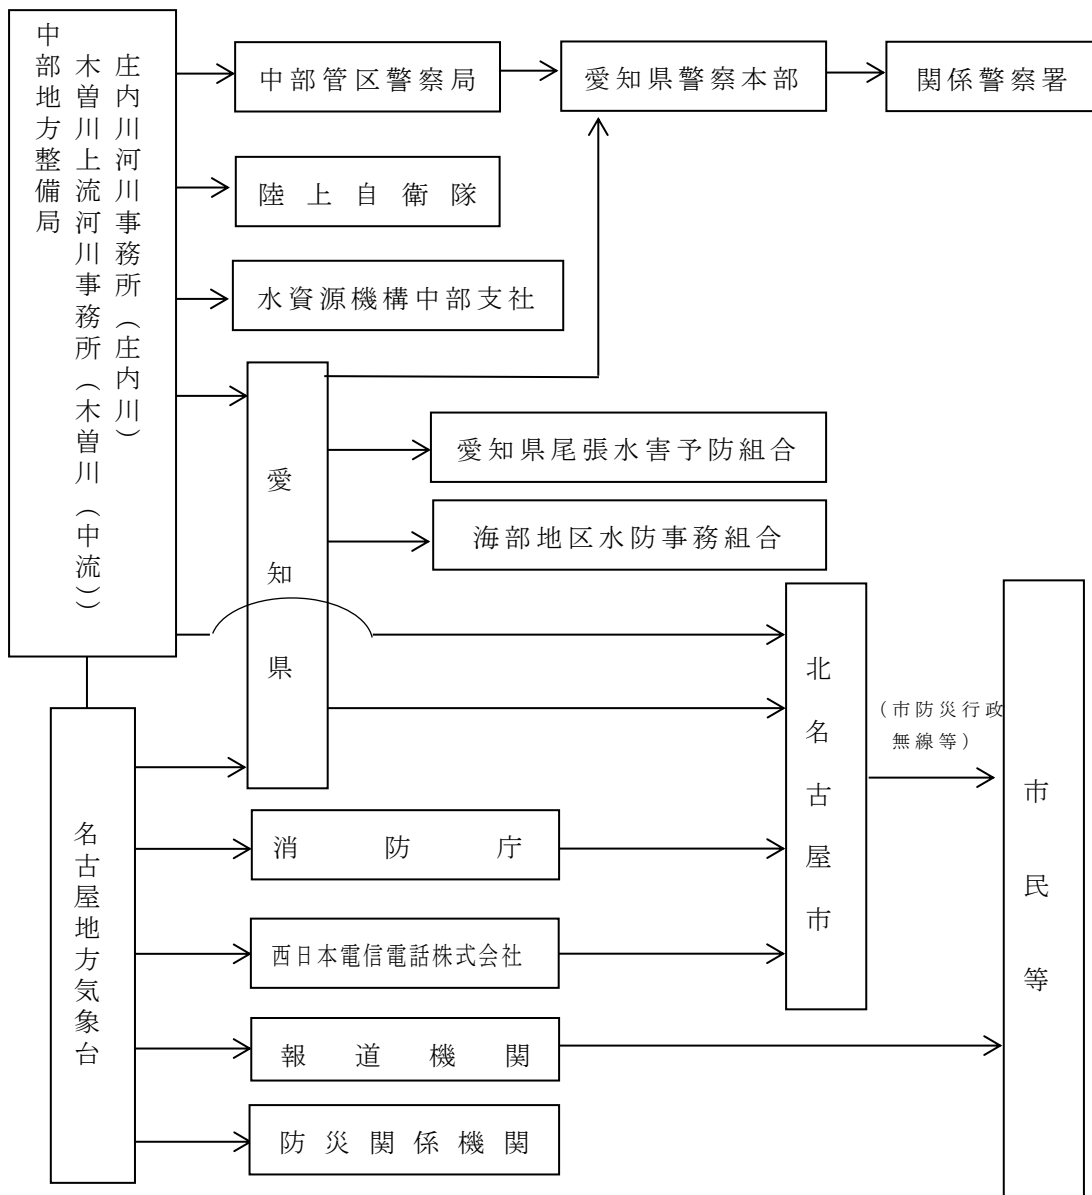 中部地方整備局
木曽川上流河川事務所（木曽川（中流））
庄内川河川事務所（庄内川）
中部管区警察局
愛知県警察本部
関係警察署
陸上自衛隊
水資源機構中部支社
愛知県
愛知県尾張水害予防組合
海部地区水防事務組合
北名古屋市
（市防災行政
無線等）
市民等
名古屋地方気象台
消防庁
西日本電信電話株式会社
報道機関
防災関係機関